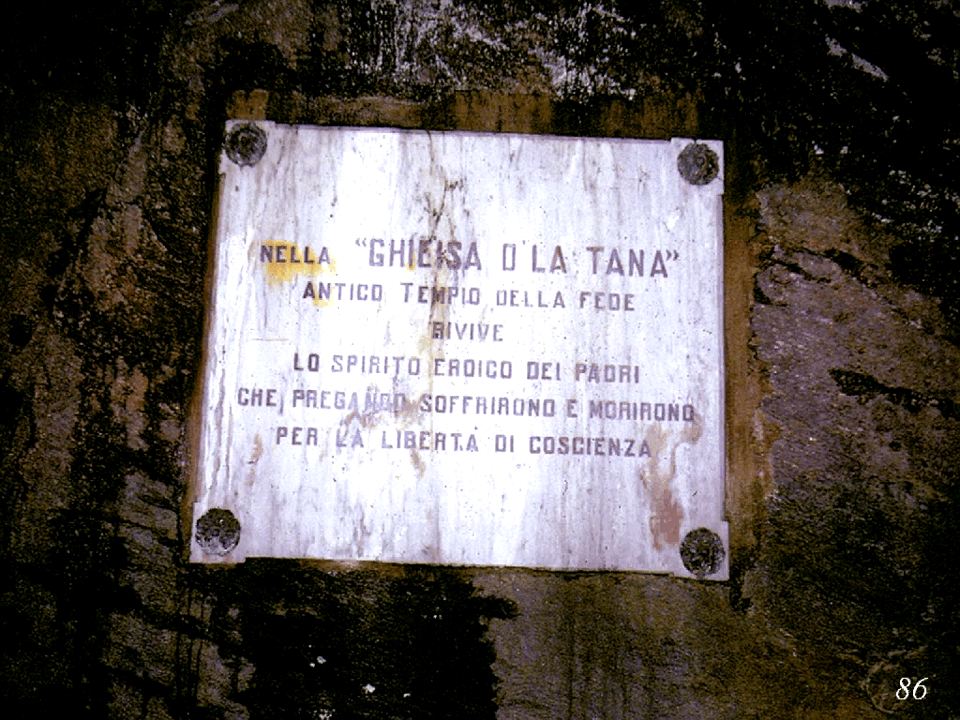 NELLA "GHIEISA D'LA TANA"
ANTICO TEMPIO DELLA FEDE
RIVIVE
LO SPIRITO EROICO DEI PADRI
CHE PREGANDO SOFFRIRONO E MORIRONO
PER LA LIBERTÀ DI COSCIENZA
86